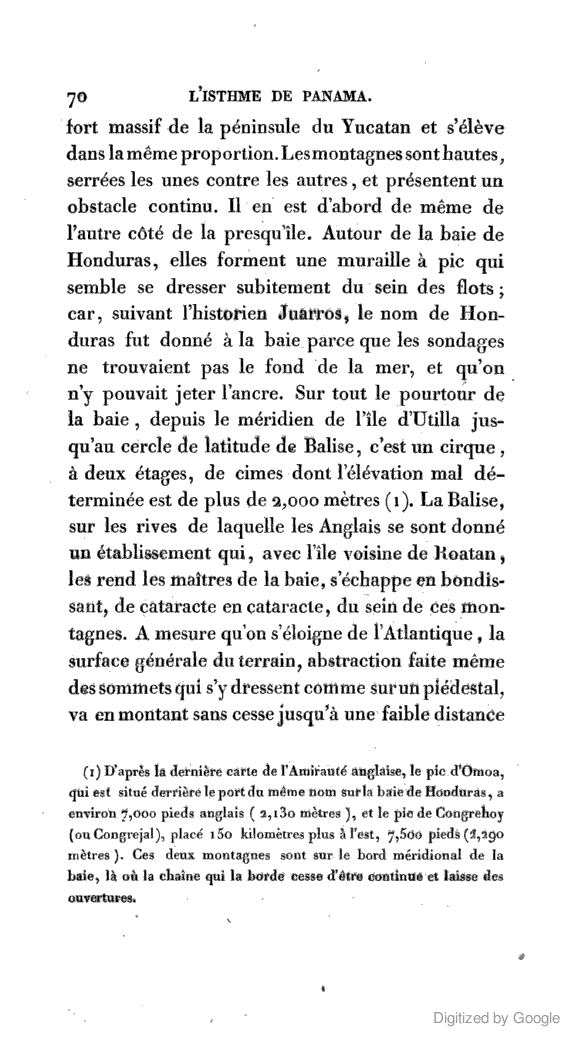 70 L'ISTHME DE PANAMA.
fort massif de la péninsule du Yucatan et s'élève
dans la même proportion. Les montagnes sont hautes,
serrées les unes contre les autres, et présentent un
obstacle continu. Il en est d'abord de même de
l'autre côté de la presqu'île. Autour de la baie de
Honduras, elles forment une muraille à pic qui
semble se dresser subitement du sein des flots ;
car, suivant l'historien Juarros, le nom de Hon-
duras fut donné à la baie parce que les sondages
ne trouvaient pas le fond de la mer, et qu'on
n'y pouvait jeter l'ancre. Sur tout le pourtour de
la baie, depuis le méridien de l'île d'Utilla jus-
qu'au cercle de latitude de Balise, c'est un cirque,
à deux étages, de cimes dont l'élévation mal dé-
terminée est de plus de 2,000 mètres (1). La Balise,
sur les rives de laquelle les Anglais se sont donné
un établissement qui, avec l'île voisine de Roatan,
les rend les maîtres de la baie, s'échappe en bondis-
sant, de cataracte en cataracte, du sein de ces mon-
tagnes. A mesure qu'on s'éloigne de l'Atlantique, la
surface générale du terrain, abstraction faite même
des sommets qui s'y dressent comme sur un piédestal,
va en montant sans cesse jusqu'à une faible distance
(1) D'après la dernière carte de l'Amirauté anglaise, le pic d'Omoa,
qui est situé derrière le port du même nom sur la baie de Honduras, a
environ 7,000 pieds anglais ( 2,130 mètres ), et le pic de Congrehoy
(ou Congrejal), placé 150 kilomètres plus à l'est, 7,500 pieds (2,290
mètres ). Ces deux montagnes sont sur le bord méridional de la
baie, là où la chaîne qui la borde cesse d'être continue et laisse des
ouvertures.
Digitized by Google